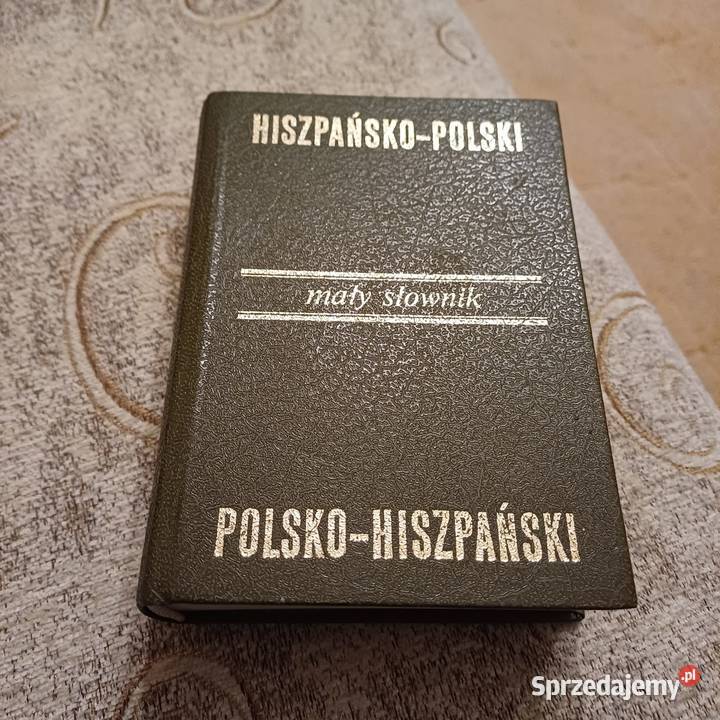 HISZPAŃSKO-POLSKI
mały słownik
POLSKO-HISZPAŃSKI
Sprzedajemy.pl